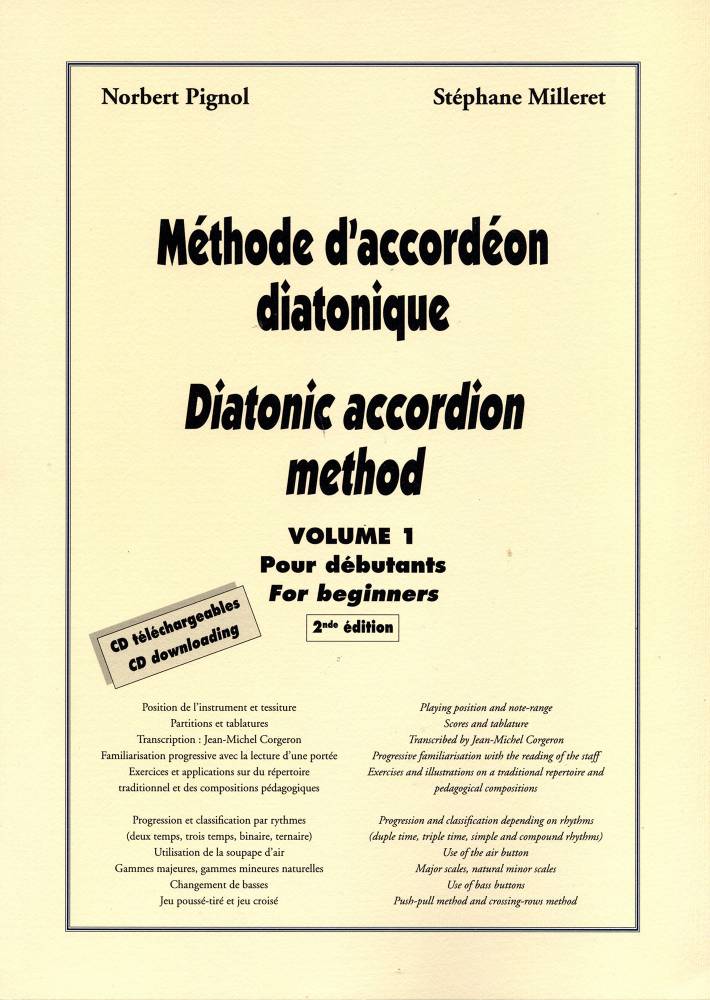 Norbert Pignol
Stéphane Milleret
Méthode d'accordéon
diatonique
Diatonic accordion
method
VOLUME 1
Pour débutants
For beginners
2nde édition
CD téléchargeables
CD downloading
Position de l'instrument et tessiture
Partitions et tablatures
Transcription : Jean-Michel Corgeron
Familiarisation progressive avec la lecture d'une portée
Exercices et applications sur du répertoire
traditionnel et des compositions pédagogiques
Progression et classification par rythmes
(deux temps, trois temps, binaire, ternaire)
Utilisation de la soupape d'air
Gammes majeures, gammes mineures naturelles
Changement de basses
Jeu poussé-tiré et jeu croisé
Playing position and note-range
Scores and tablature
Transcribed by Jean-Michel Corgeron
Progressive familiarisation with the reading of the staff
Exercises and illustrations on a traditional repertoire and
pedagogical compositions
Progression and classification depending on rhythms
(duple time, triple time, simple and compound rhythms)
Use of the air button
Major scales, natural minor scales
Use of bass buttons
Push-pull method and crossing-rows method